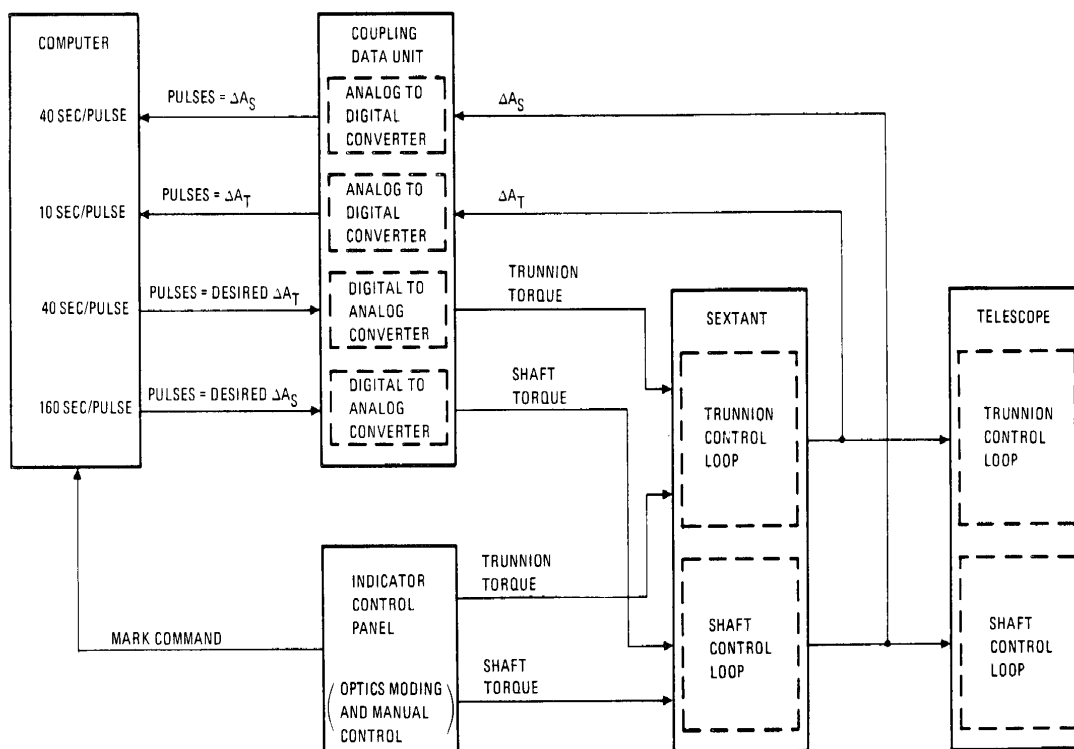 COMPUTER
40 SEC/PULSE
10 SEC/PULSE
40 SEC/PULSE
160 SEC/PULSE
PULSES = ΔA_S
PULSES = ΔA_T
PULSES = DESIRED ΔA_T
PULSES = DESIRED ΔA_S
COUPLING
DATA UNIT
ANALOG TO
DIGITAL
CONVERTER
ANALOG TO
DIGITAL
CONVERTER
DIGITAL TO
ANALOG
CONVERTER
DIGITAL TO
ANALOG
CONVERTER
ΔA_S
ΔA_T
TRUNNION
TORQUE
SHAFT
TORQUE
SEXTANT
TRUNNION
CONTROL
LOOP
SHAFT
CONTROL
LOOP
TELESCOPE
TRUNNION
CONTROL
LOOP
SHAFT
CONTROL
LOOP
MARK COMMAND
INDICATOR
CONTROL
PANEL
(OPTICS MODING
AND MANUAL
CONTROL)
TRUNNION
TORQUE
SHAFT
TORQUE